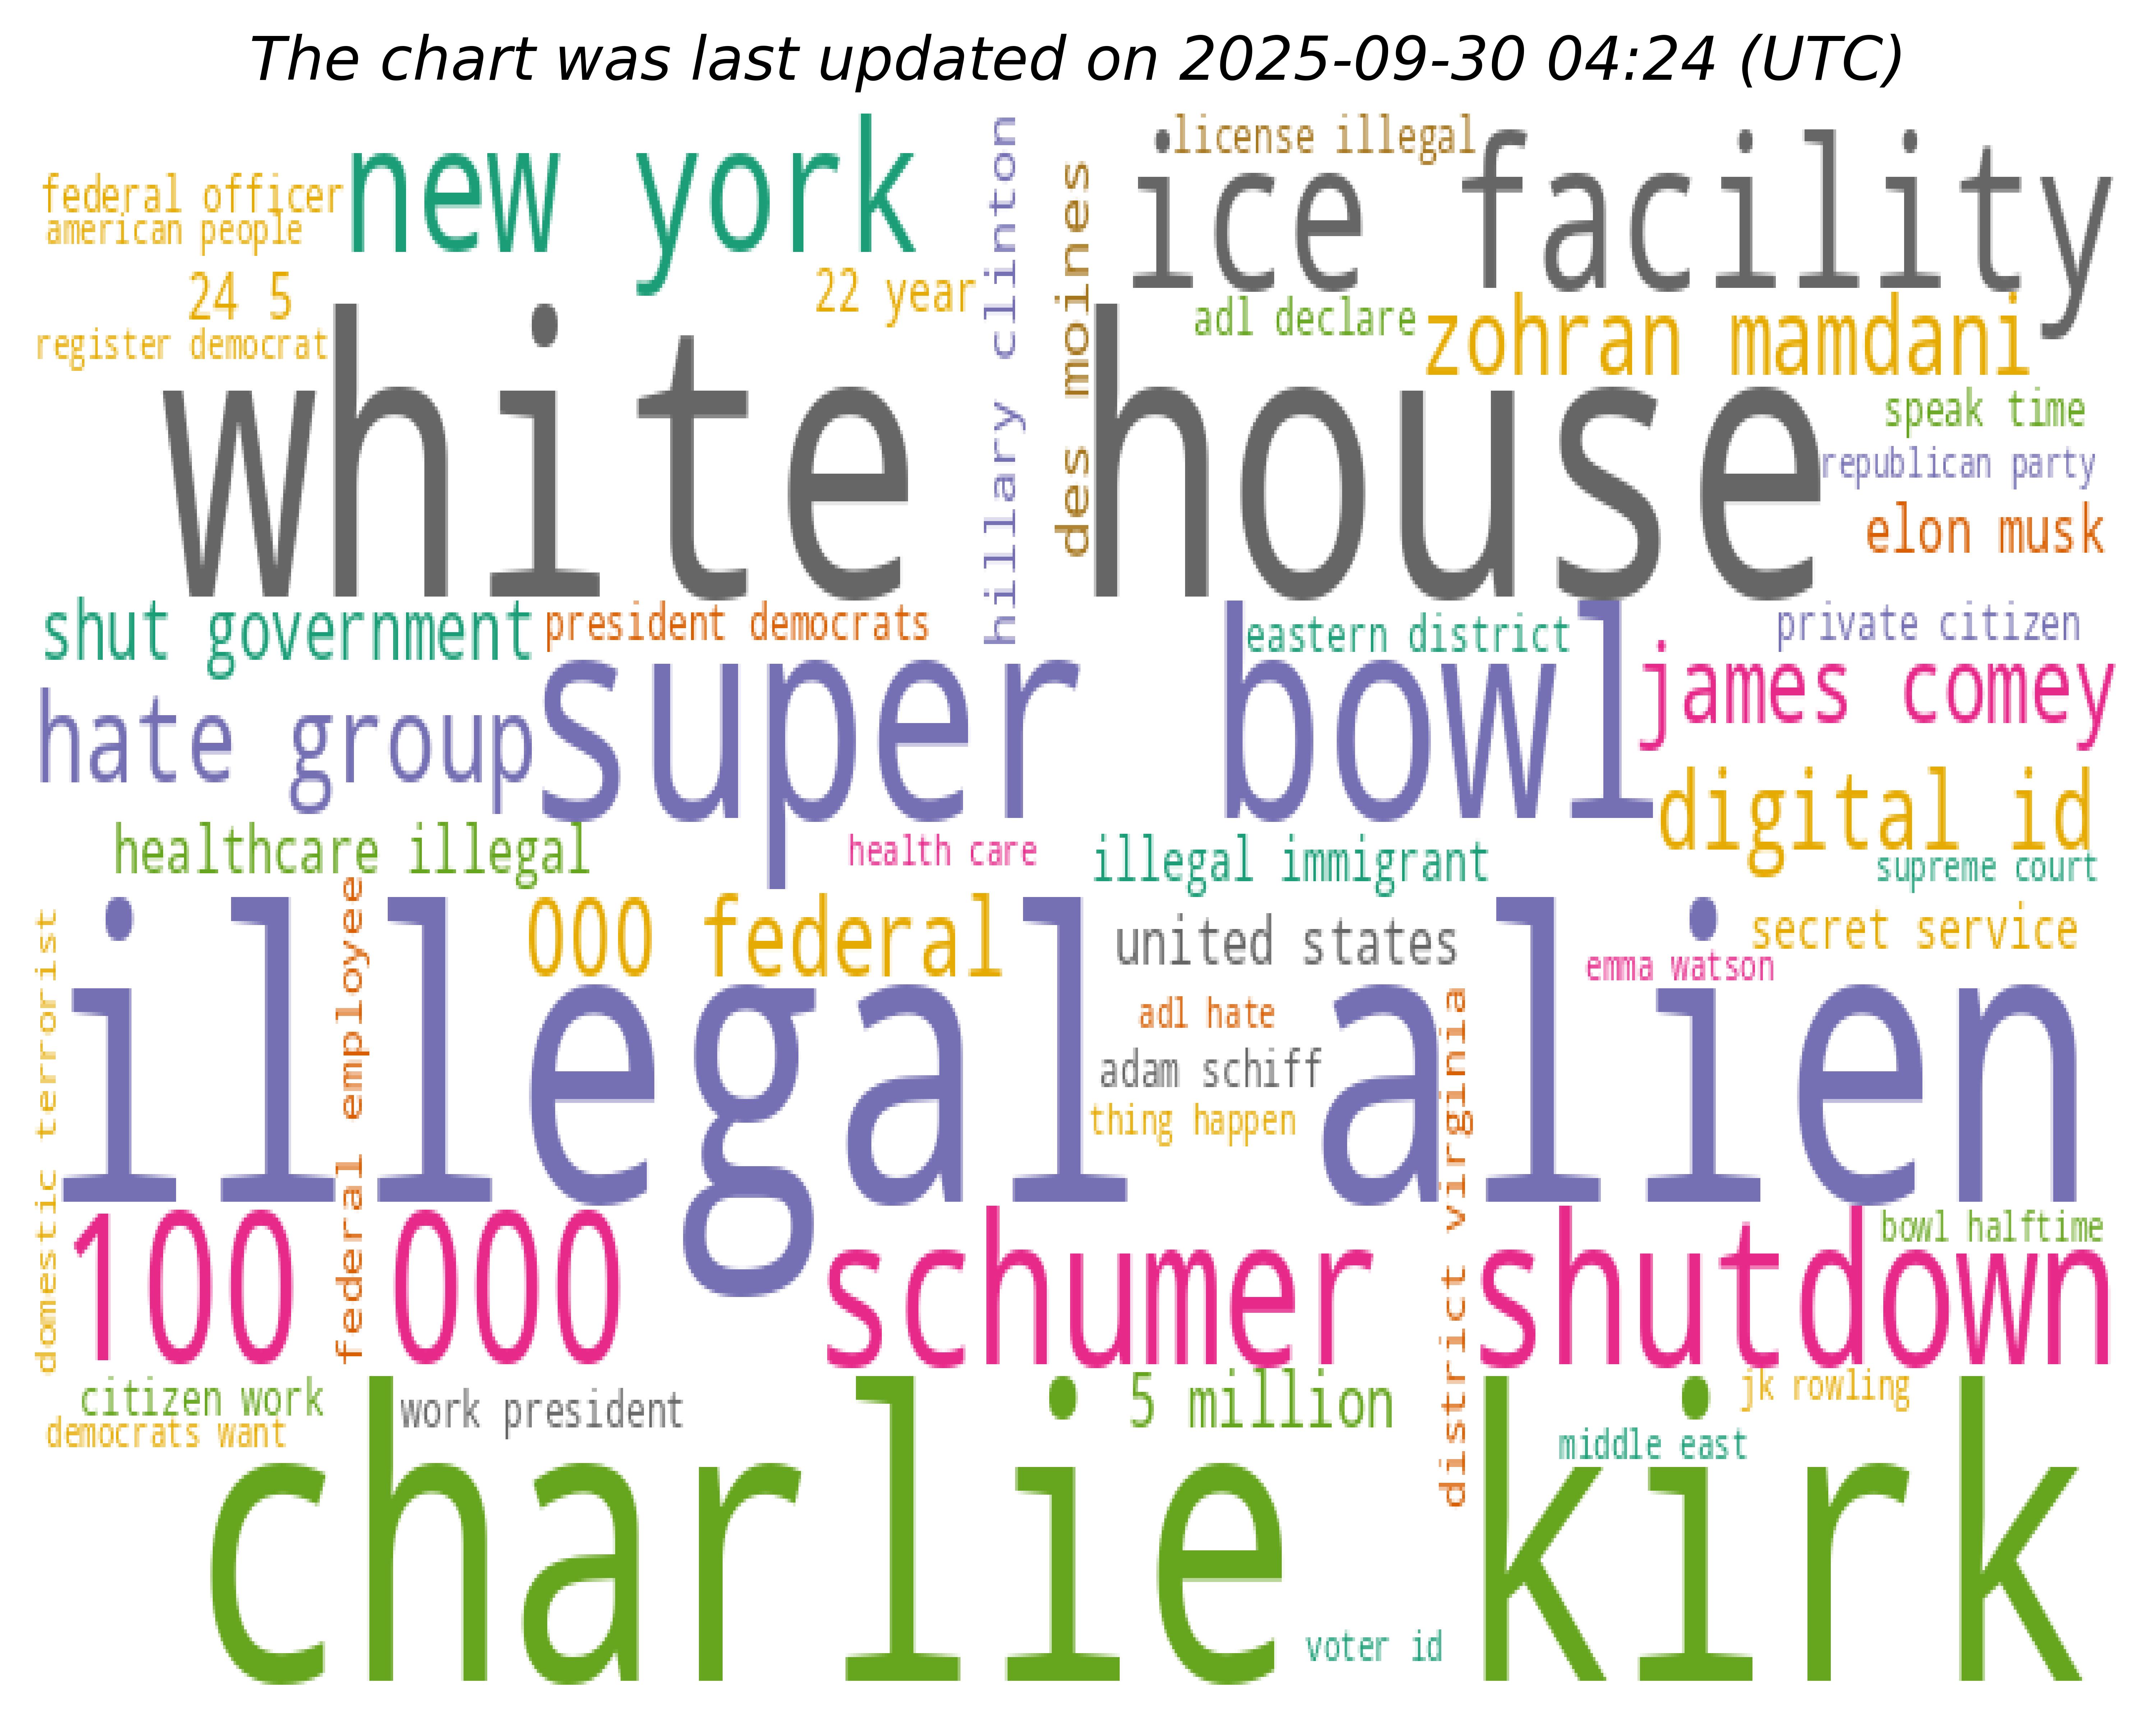 The chart was last updated on 2025-09-30 04:24 (UTC)
license illegal
new york
hillary clinton
des moines
ice facility
federal officer
american people
24 5
22 year
adl declare
zohran mamdani
register democrat
white house
speak time
republican party
elon musk
shut government
president democrats
eastern district
private citizen
hate group
super bowl
james comey
digital id
healthcare illegal
health care
illegal immigrant
supreme court
000 federal
united states
secret service
emma watson
domestic terrorist
federal employee
illegal alien
adl hate
adam schiff
thing happen
district virginia
100 000
schumer shutdown
bowl halftime
citizen work
work president
5 million
jk rowling
democrats want
middle east
charlie kirk
voter id